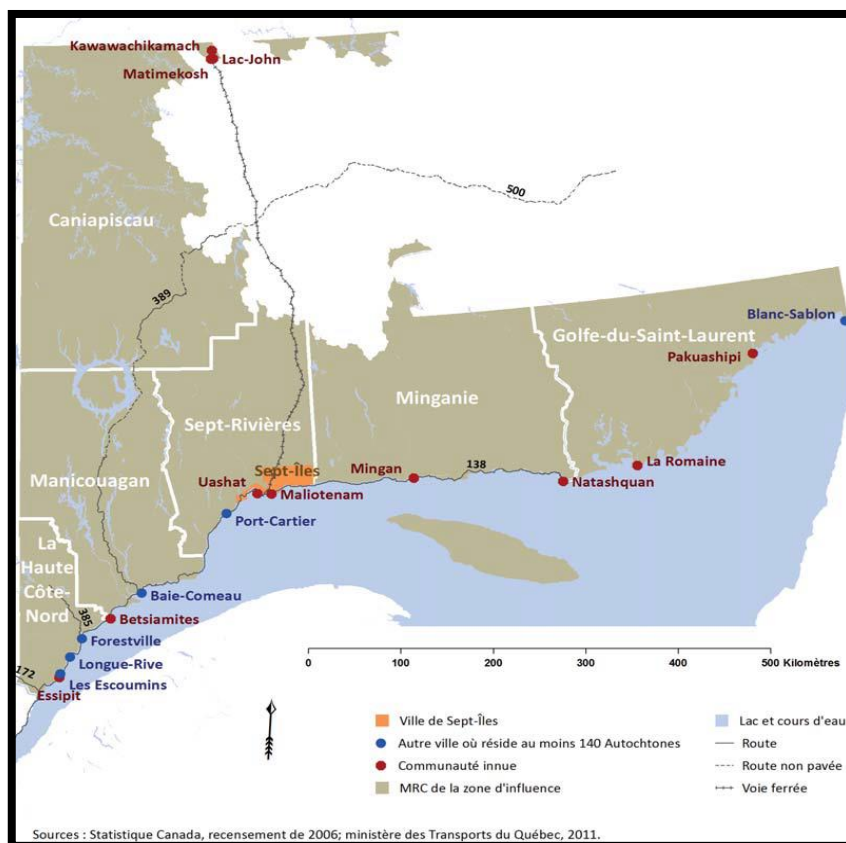 Kawawachikamach
Lac-John
Matimekosh
500
Caniapiscau
389
Blanc-Sablon
Golfe-du-Saint-Laurent
Pakuashipi
Minganie
Sept-Rivières
Sept-Îles
Mingan
138
La Romaine
Uashat
Maliotenam
Natashquan
Manicouagan
Port-Cartier
La
Haute
Côte-
Nord
Baie-Comeau
385
Betsiamites
Forestville
Longue-Rive
172
Les Escoumins
Essipit
0 100 200 300 400 500 Kilomètres
Ville de Sept-Îles
Autre ville où réside au moins 140 Autochtones
Communauté innue
MRC de la zone d'influence
Lac et cours d'eau
Route
Route non pavée
Voie ferrée
Sources : Statistique Canada, recensement de 2006; ministère des Transports du Québec, 2011.